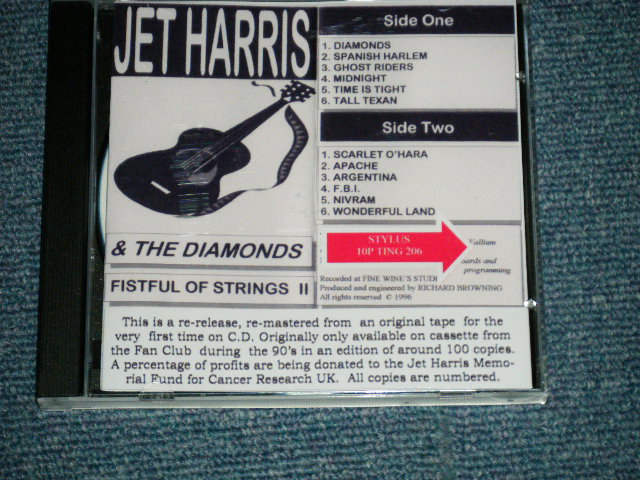 JET HARRIS
& THE DIAMONDS
FISTFUL OF STRINGS II
Side One
1. DIAMONDS
2. SPANISH HARLEM
3. GHOST RIDERS
4. MIDNIGHT
5. TIME IS TIGHT
6. TALL TEXAN
Side Two
1. SCARLET O'HARA
2. APACHE
3. ARGENTINA
4. F.B.I.
5. NIVRAM
6. WONDERFUL LAND
STYLUS
10P TING 206
programming
Recorded at FINE WINE'S STUDI
Produced and engineered by RICHARD BROWNING
All rights reserved © 1996
This is a re-release, re-mastered from an original tape for the
very first time on C.D. Originally only available on cassette from
the Fan Club during the 90's in an edition of around 100 copies.
A percentage of profits are being donated to the Jet Harris Memo-
rial Fund for Cancer Research UK. All copies are numbered.